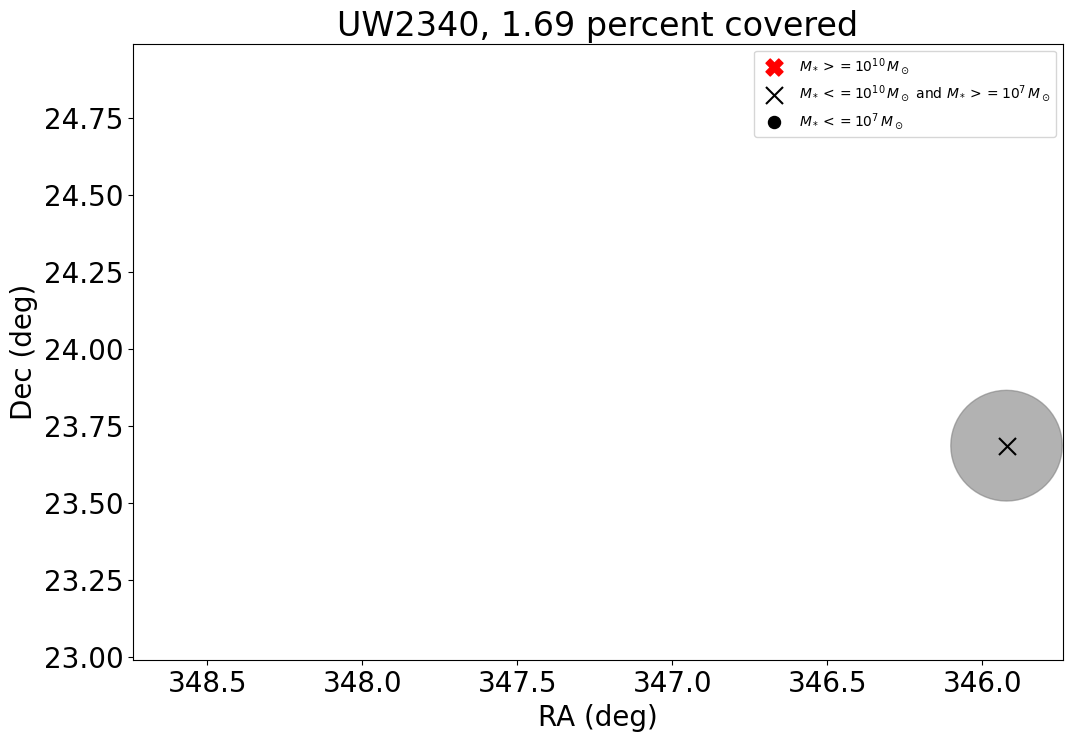 UW2340, 1.69 percent covered
M* >= 10^10 M⊙
M* <= 10^10 M⊙ and M* >= 10^7 M⊙
M* <= 10^7 M⊙
24.75
24.50
24.25
24.00
23.75
23.50
23.25
23.00
Dec (deg)
348.5 348.0 347.5 347.0 346.5 346.0
RA (deg)